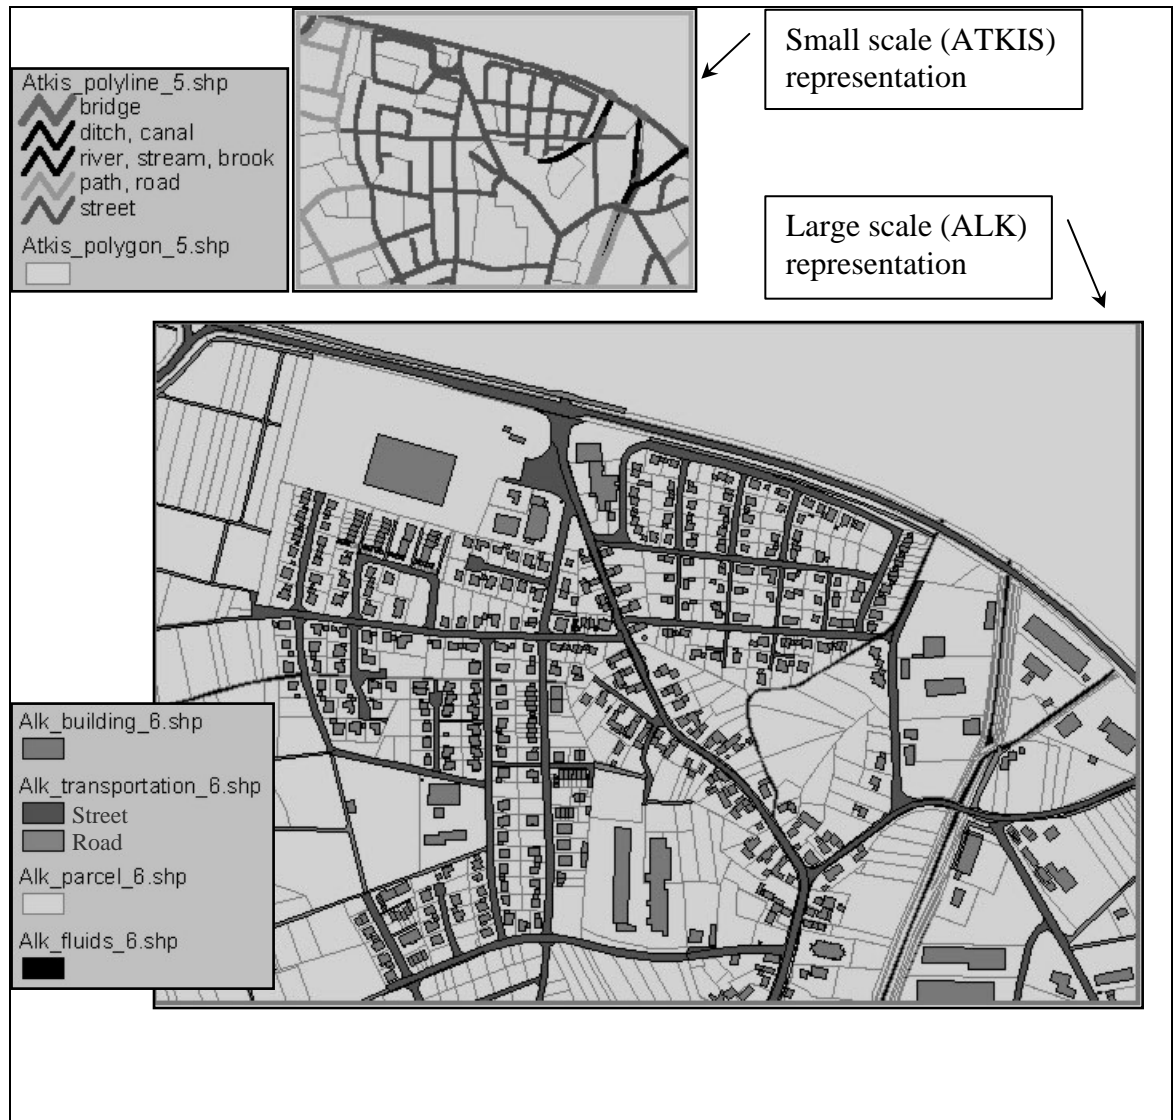 Small scale (ATKIS)
representation
Atkis_polyline_5.shp
bridge
ditch, canal
river, stream, brook
path, road
street
Atkis_polygon_5.shp
Large scale (ALK)
representation
Alk_building_6.shp
Alk_transportation_6.shp
Street
Road
Alk_parcel_6.shp
Alk_fluids_6.shp